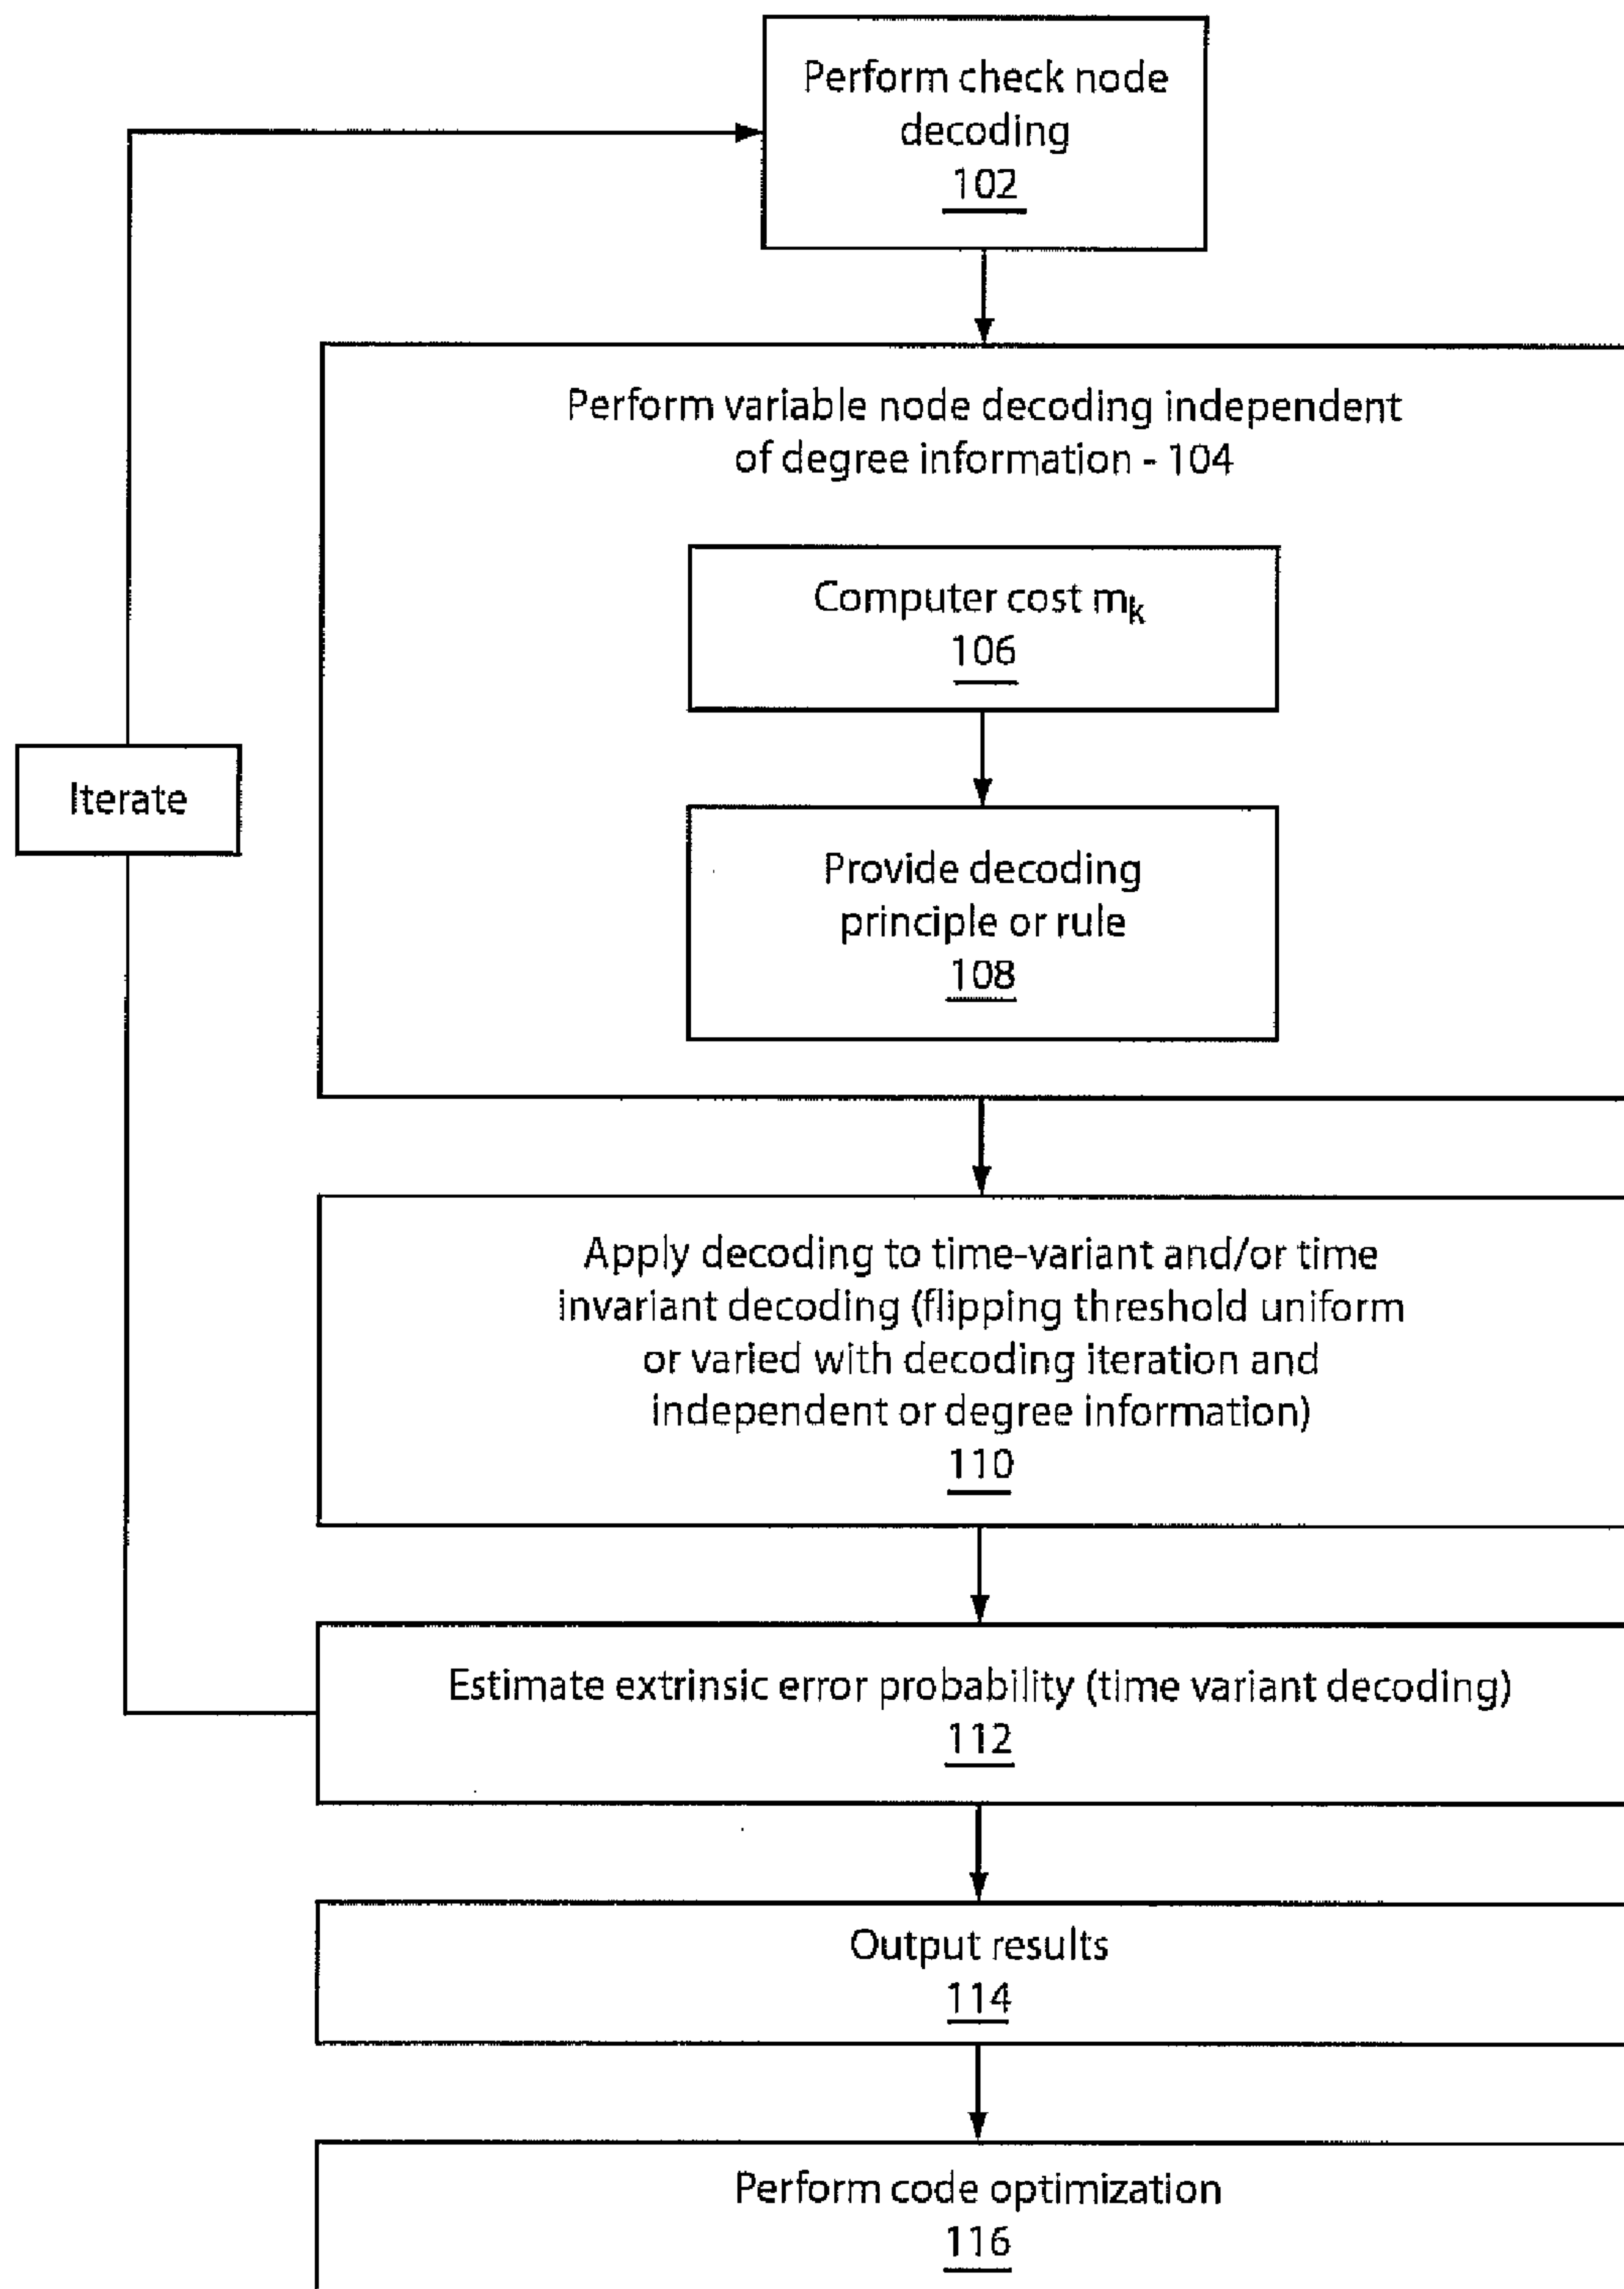 Perform check node
decoding
102
Perform variable node decoding independent
of degree information - 104
Computer cost mk
106
Iterate
Provide decoding
principle or rule
108
Apply decoding to time-variant and/or time
invariant decoding (flipping threshold uniform
or varied with decoding iteration and
independent or degree information)
110
Estimate extrinsic error probability (time variant decoding)
112
Output results
114
Perform code optimization
116